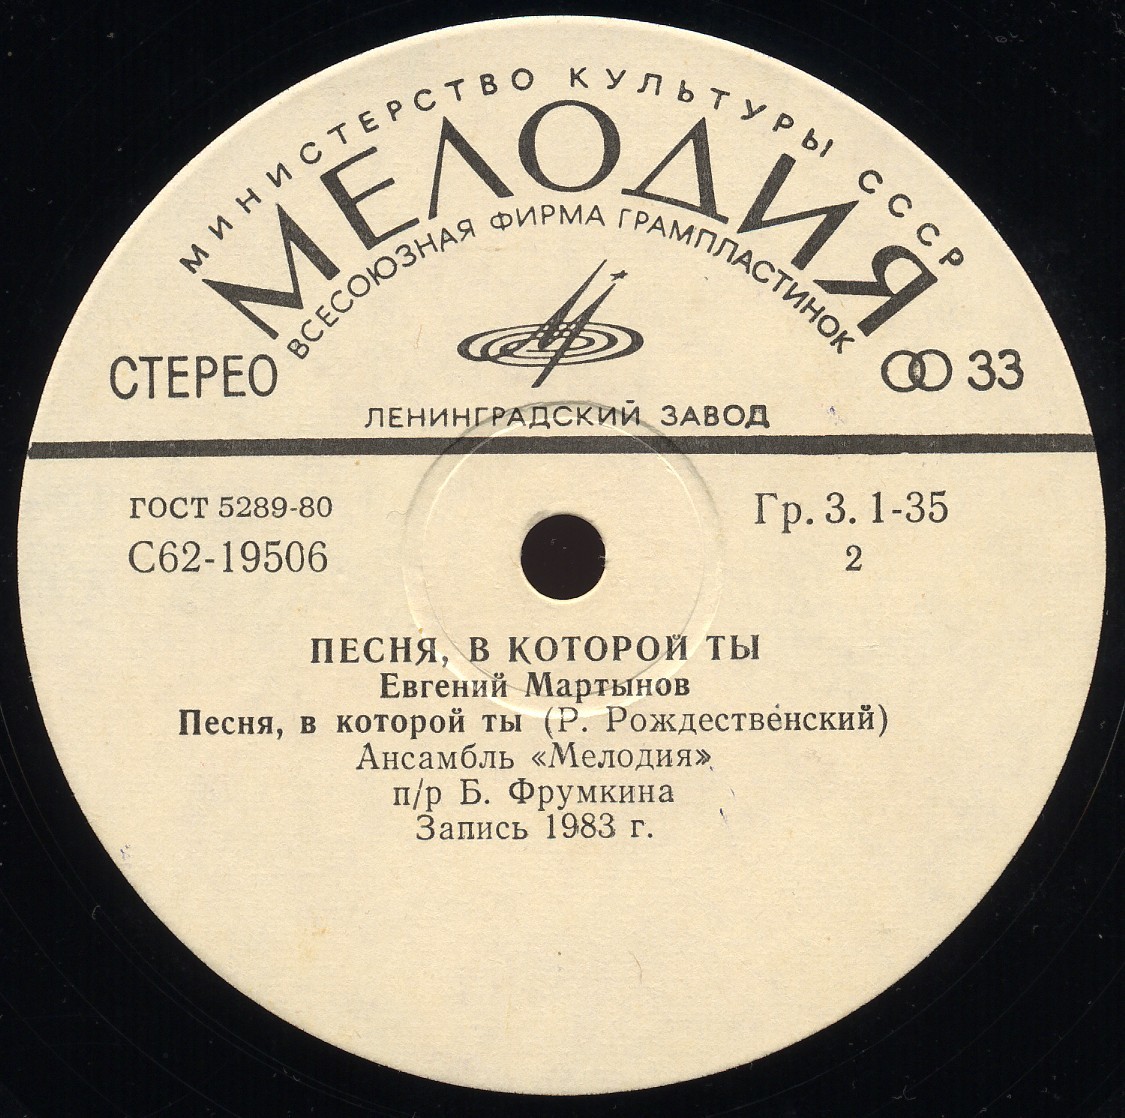 МИНИСТЕРСТВО КУЛЬТУРЫ СССР
МЕЛОДИЯ
ВСЕСОЮЗНАЯ ФИРМА ГРАМПЛАСТИНОК
СТЕРЕО
33
ЛЕНИНГРАДСКИЙ ЗАВОД
ГОСТ 5289-80
Гр. 3. 1-35
С62-19506
2
ПЕСНЯ, В КОТОРОЙ ТЫ
Евгений Мартынов
Песня, в которой ты (Р. Рождественский)
Ансамбль «Мелодия»
п/р Б. Фрумкина
Запись 1983 г.